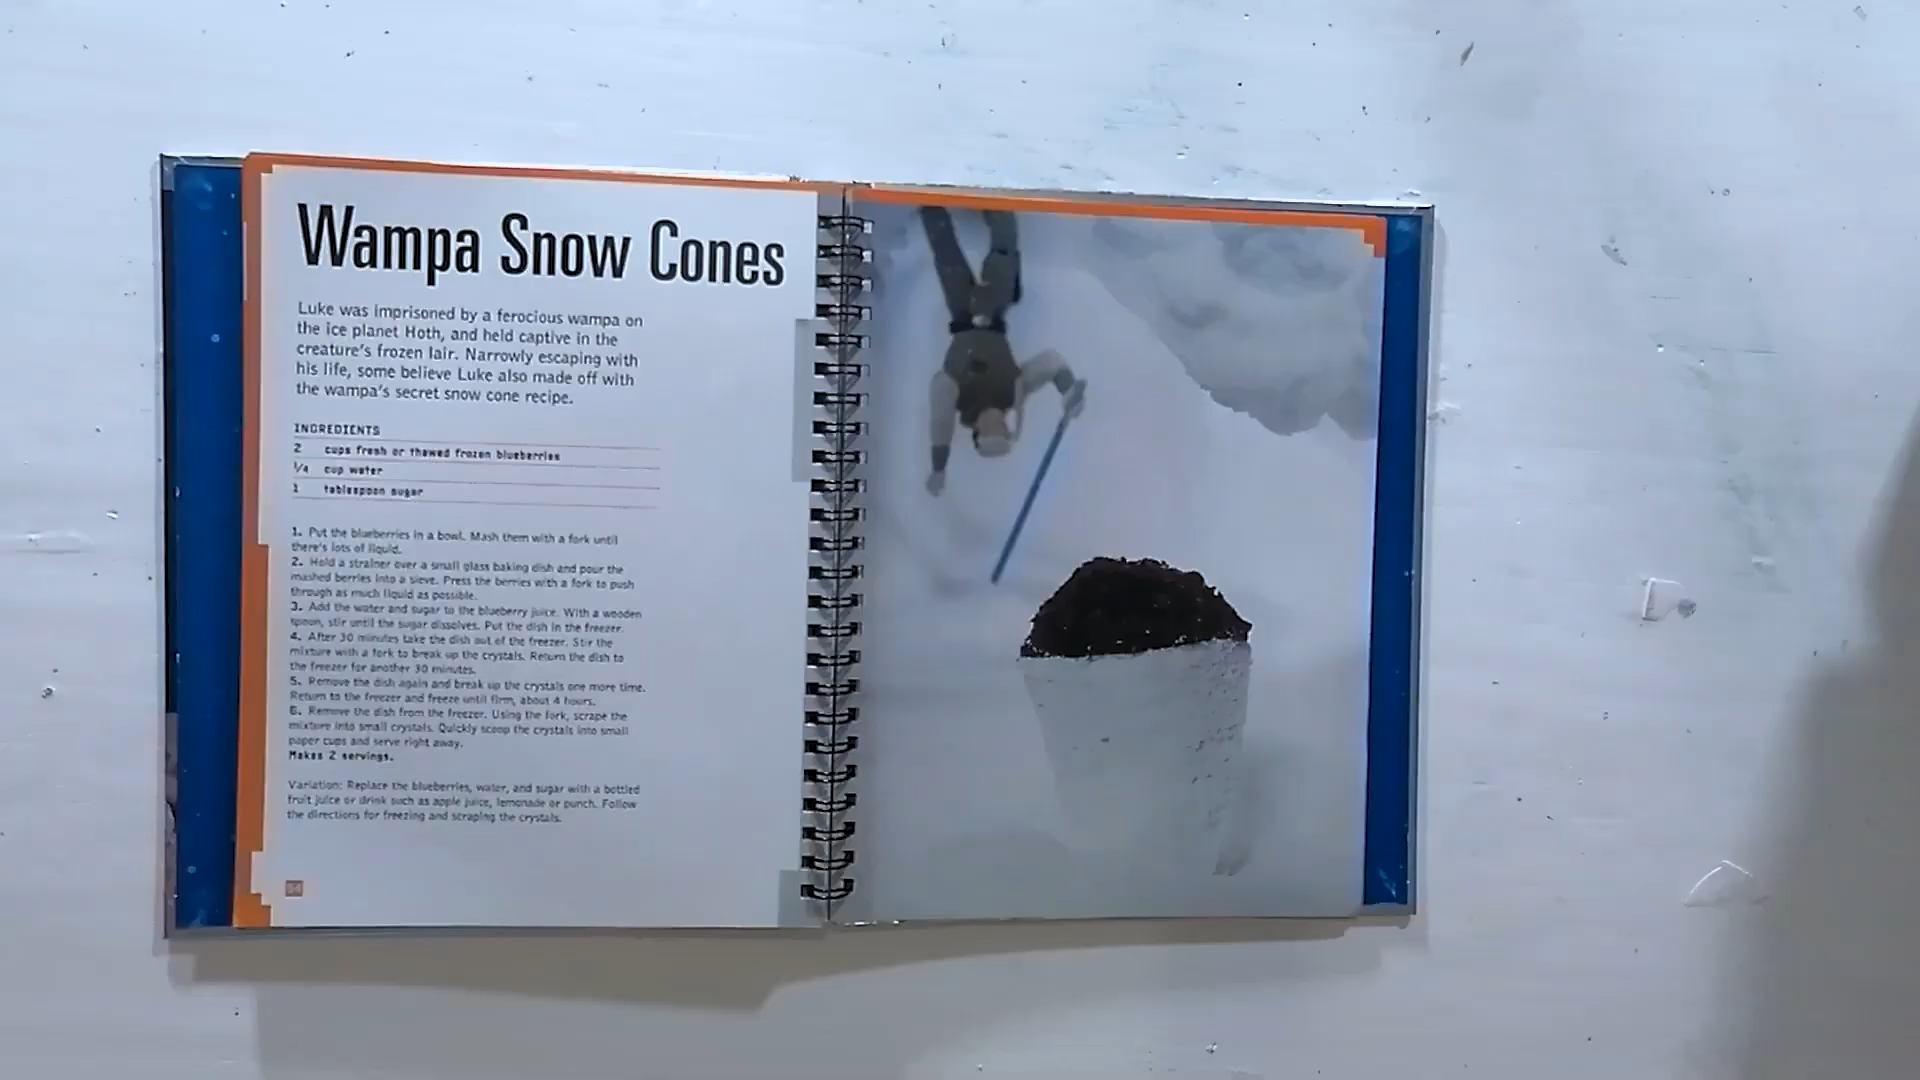 Wampa Snow Cones
Luke was imprisoned by a ferocious wampa on
the ice planet Hoth, and held captive in the
creature's frozen lair. Narrowly escaping with
his life, some believe Luke also made off with
the wampa's secret snow cone recipe.
INGREDIENTS
2 cups fresh or thawed frozen blueberries
1/4 cup water
1 tablespoon sugar
1. Put the blueberries in a bowl. Mash them with a fork until
there's lots of liquid.
2. Hold a strainer over a small glass baking dish and pour the
mashed berries into a sieve. Press the berries with a fork to push
through as much liquid as possible.
3. Add the water and sugar to the blueberry juice. With a wooden
spoon, stir until the sugar dissolves. Put the dish in the freezer.
4. After 30 minutes take the dish out of the freezer. Stir the
mixture with a fork to break up the crystals. Return the dish to
the freezer for another 30 minutes.
5. Remove the dish again and break up the crystals one more time.
Return to the freezer and freeze until firm, about 4 hours.
6. Remove the dish from the freezer. Using the fork, scrape the
mixture into small crystals. Quickly scoop the crystals into small
paper cups and serve right away.
Makes 2 servings.
Variation: Replace the blueberries, water, and sugar with a bottled
fruit juice or drink such as apple juice, lemonade or punch. Follow
the directions for freezing and scraping the crystals.
54